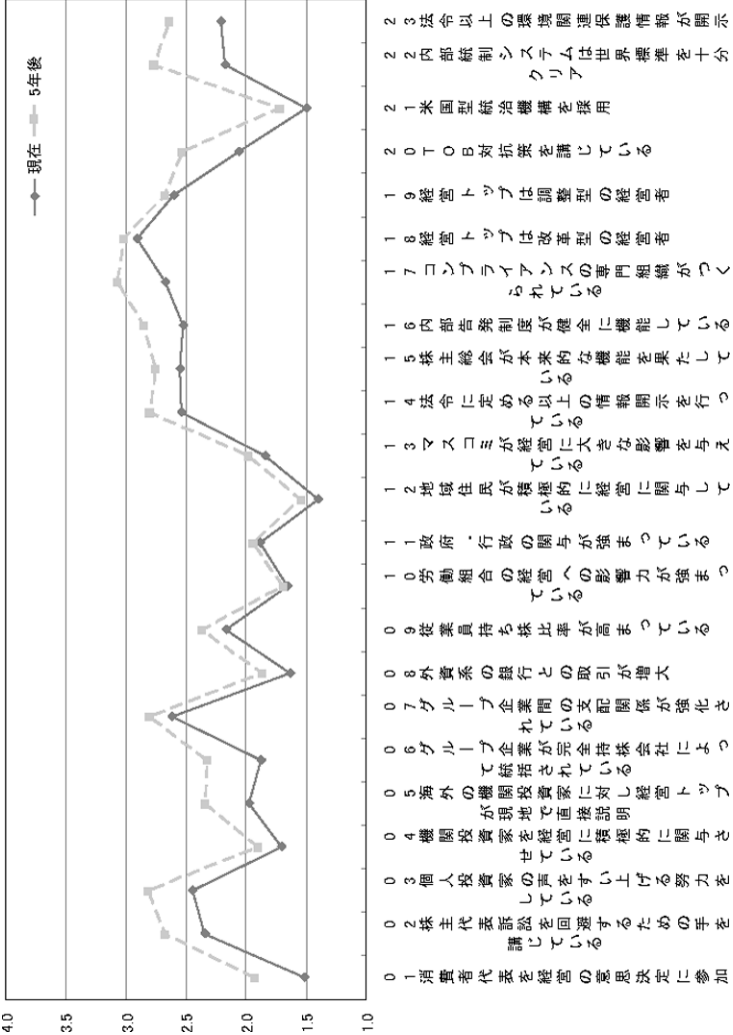 現在
5年後
4.0
3.5
3.0
2.5
2.0
1.5
1.0
01消費者代表を経営の意思決定に参加
02株主代表訴訟を回避するための手を
講じている
03個人投資家の声をすい上げる努力を
している
04機関投資家を経営に積極的に関与さ
せている
05海外の機関投資家に対し経営トップ
が現地で直接説明
06グループ企業が完全持株会社によっ
て統括されている
07グループ企業間の支配関係が強化さ
れている
08外資系の銀行との取引が増大
09従業員持ち株比率が高まっている
10労働組合の経営への影響力が強まっ
ている
11政府・行政の関与が強まっている
12地域住民が積極的に経営に関与して
いる
13マスコミが経営に大きな影響を与え
ている
14法令に定める以上の情報開示を行っ
ている
15株主総会が本来的な機能を果たして
いる
16内部告発制度が健全に機能している
17コンプライアンスの専門組織がつく
られている
18経営トップは改革型の経営者
19経営トップは調整型の経営者
20TOB対抗策を講じている
21米国型統治機構を採用
22内部統制システムは世界標準を十分
クリア
23法令以上の環境関連保護情報が開示